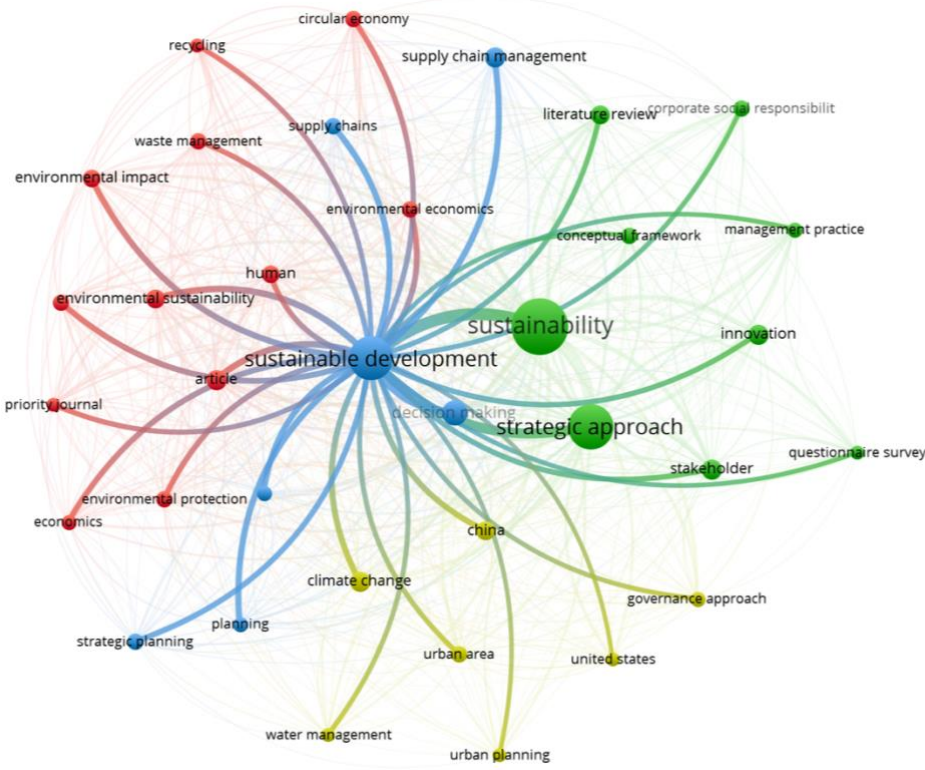 circular economy
recycling
supply chain management
literature review
corporate social responsibilit
supply chains
waste management
environmental impact
environmental economics
management practice
conceptual framework
human
environmental sustainability
sustainability
innovation
sustainable development
article
priority journal
decision making
strategic approach
questionnaire survey
stakeholder
environmental protection
economics
china
climate change
governance approach
planning
strategic planning
urban area
united states
water management
urban planning